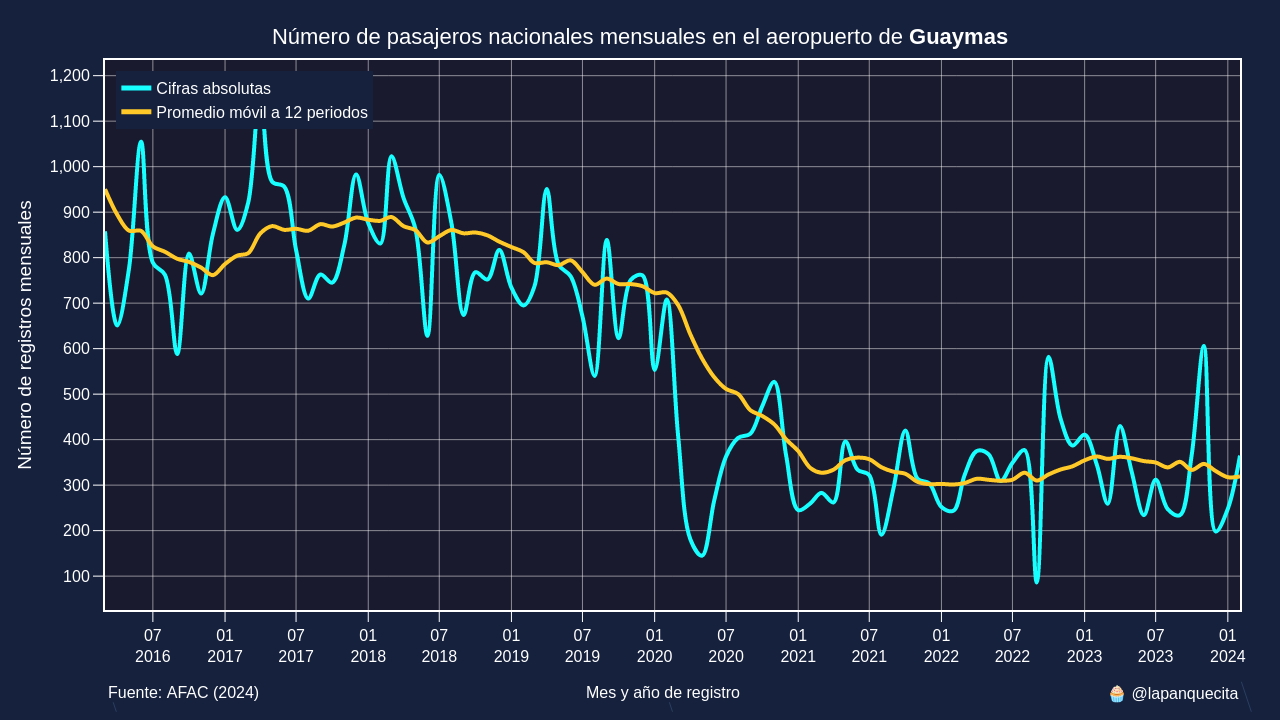 Número de pasajeros nacionales mensuales en el aeropuerto de Guaymas
Cifras absolutas
Promedio móvil a 12 periodos
Número de registros mensuales
1,200
1,100
1,000
900
800
700
600
500
400
300
200
100
07 01 07 01 07 01 07 01 07 01 07 01 07 01 07 01
2016 2017 2017 2018 2018 2019 2019 2020 2020 2021 2021 2022 2022 2023 2023 2024
Fuente: AFAC (2024)
Mes y año de registro
🧁 @lapanquecita